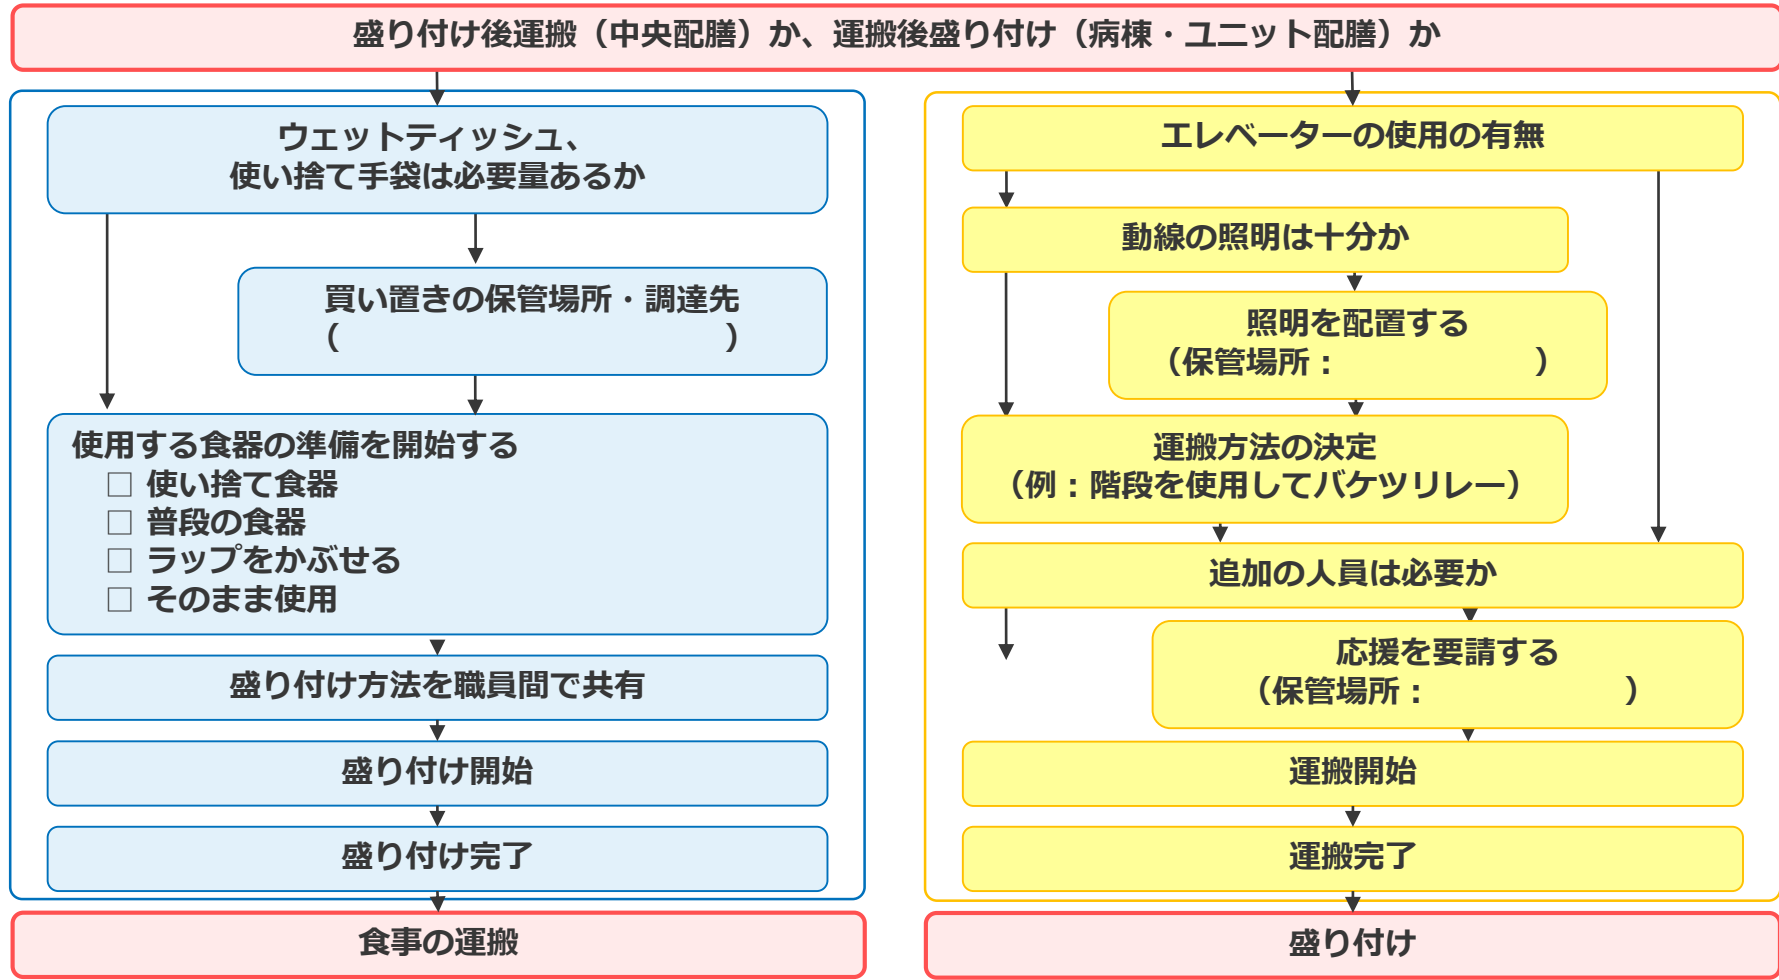 盛り付け後運搬（中央配膳）か、運搬後盛り付け（病棟・ユニット配膳）か
ウェットティッシュ、
使い捨て手袋は必要量あるか
買い置きの保管場所・調達先
(　　　　　　　　　　　　)
使用する食器の準備を開始する
□ 使い捨て食器
□ 普段の食器
□ ラップをかぶせる
□ そのまま使用
盛り付け方法を職員間で共有
盛り付け開始
盛り付け完了
食事の運搬
エレベーターの使用の有無
動線の照明は十分か
照明を配置する
（保管場所：　　　　　　）
運搬方法の決定
（例：階段を使用してバケツリレー）
追加の人員は必要か
応援を要請する
（保管場所：　　　　　　）
運搬開始
運搬完了
盛り付け